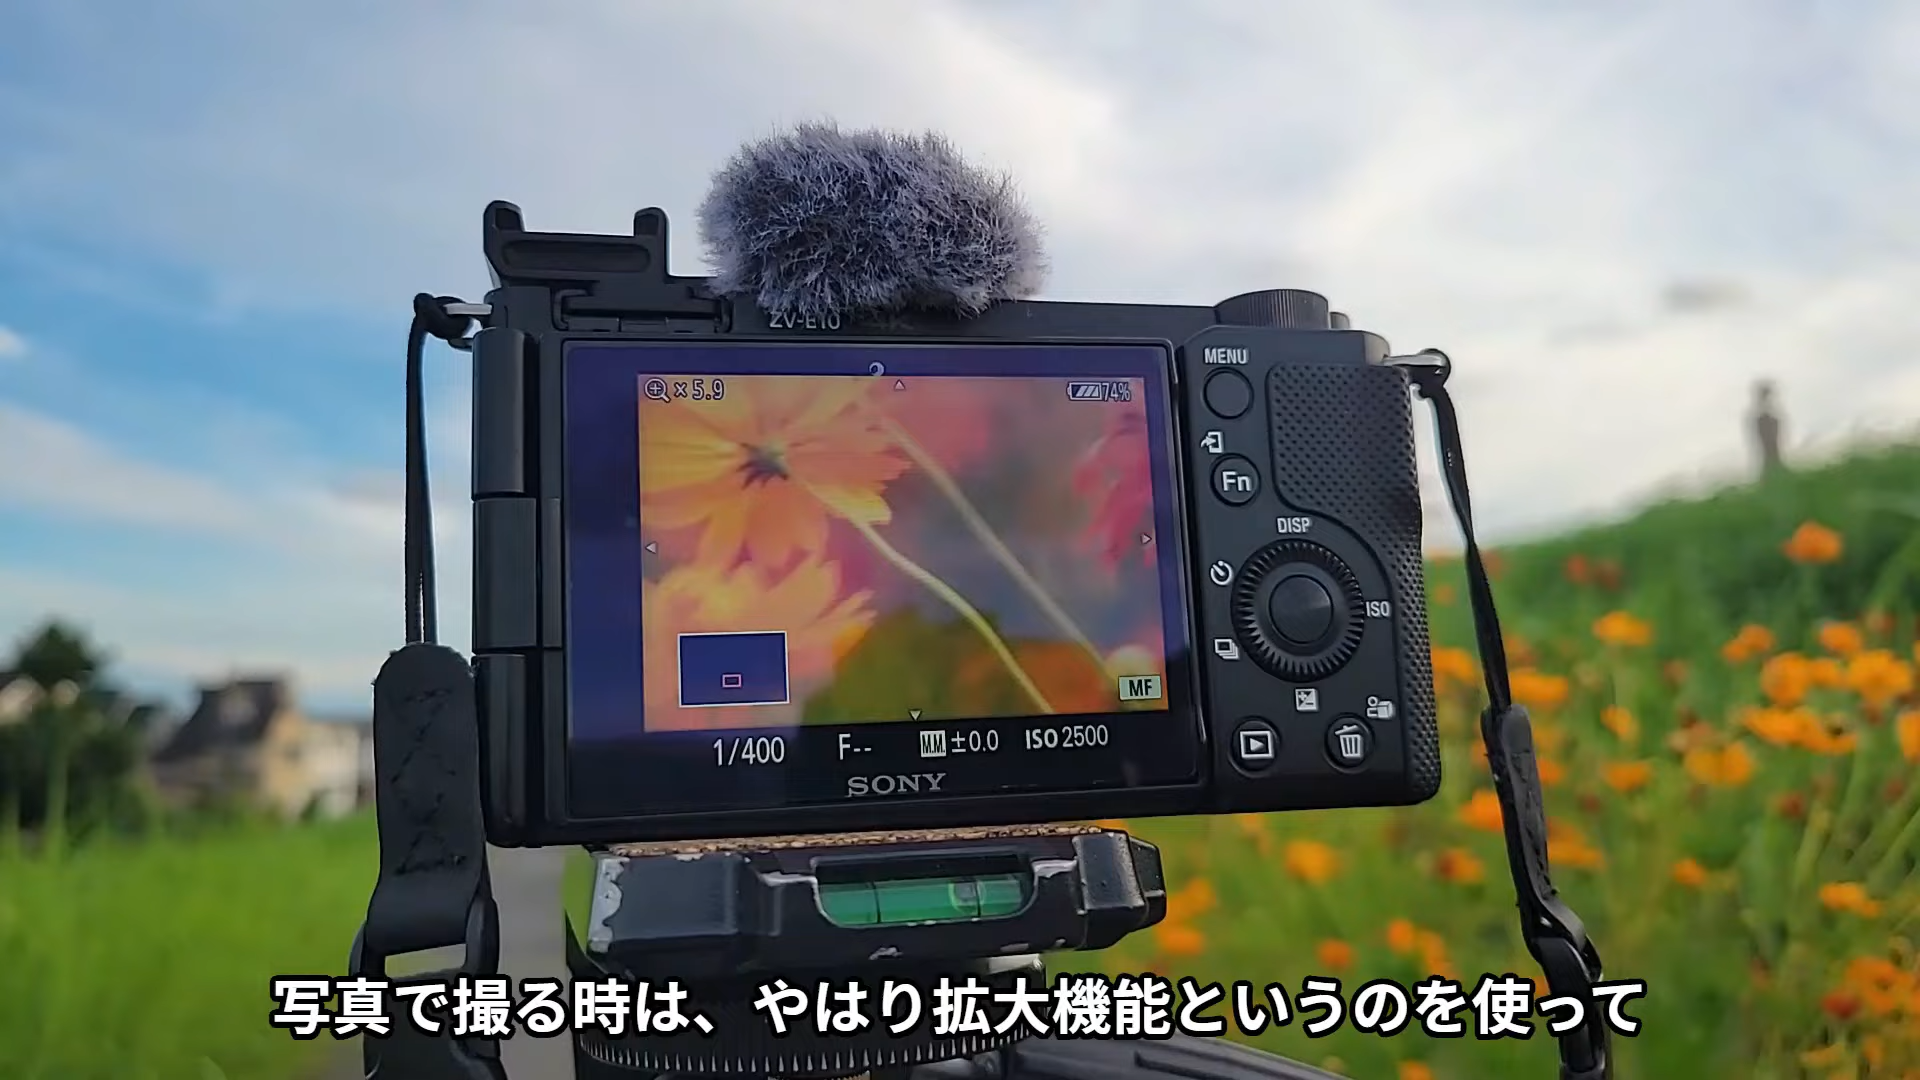 ZV-E10
MENU
×5.9
74%
Fn
DISP
ISO
MF
1/400 F-- M.M. ±0.0 ISO 2500
SONY
写真で撮る時は、やはり拡大機能というのを使って